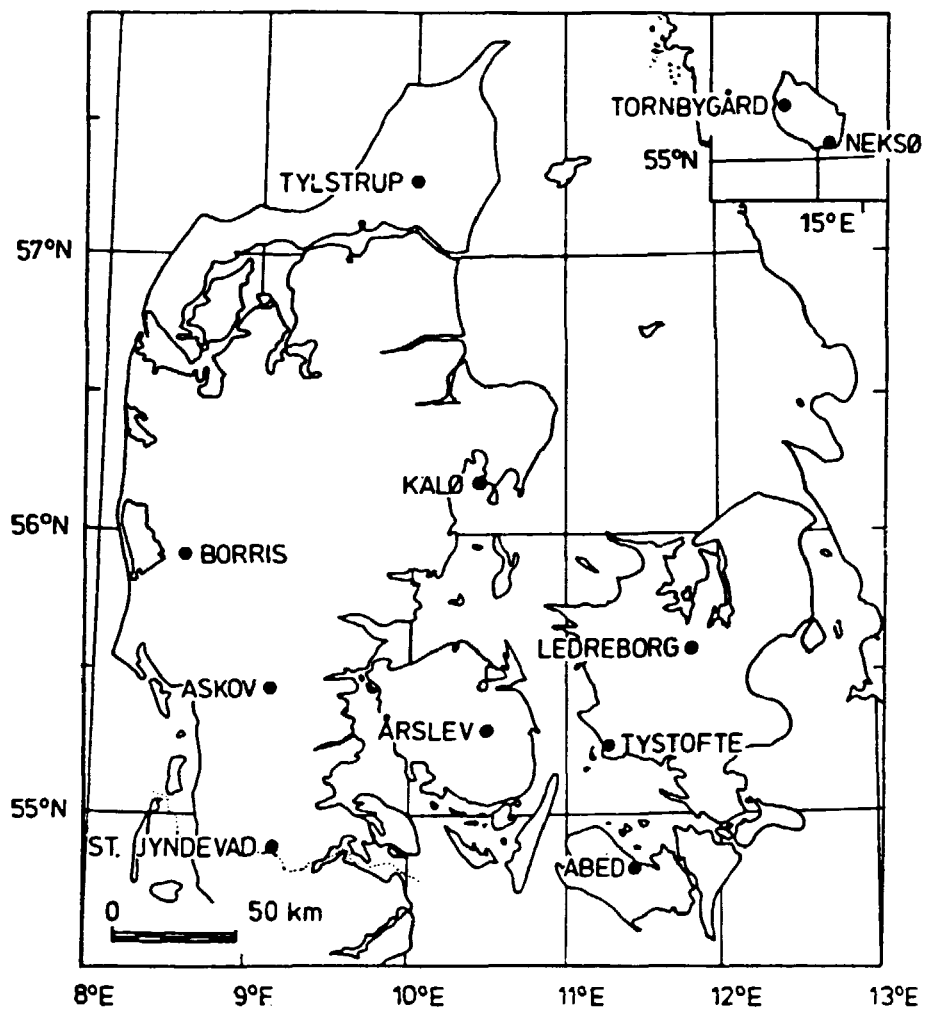 TORNBYGÅRD
NEKSØ
55°N
15°E
TYLSTRUP
57°N
KALØ
56°N
BORRIS
LEDREBORG
ASKOV
ÅRSLEV
TYSTOFTE
55°N
ST. JYNDEVAD
ABED
0 50 km
8°E 9°E 10°E 11°E 12°E 13°E